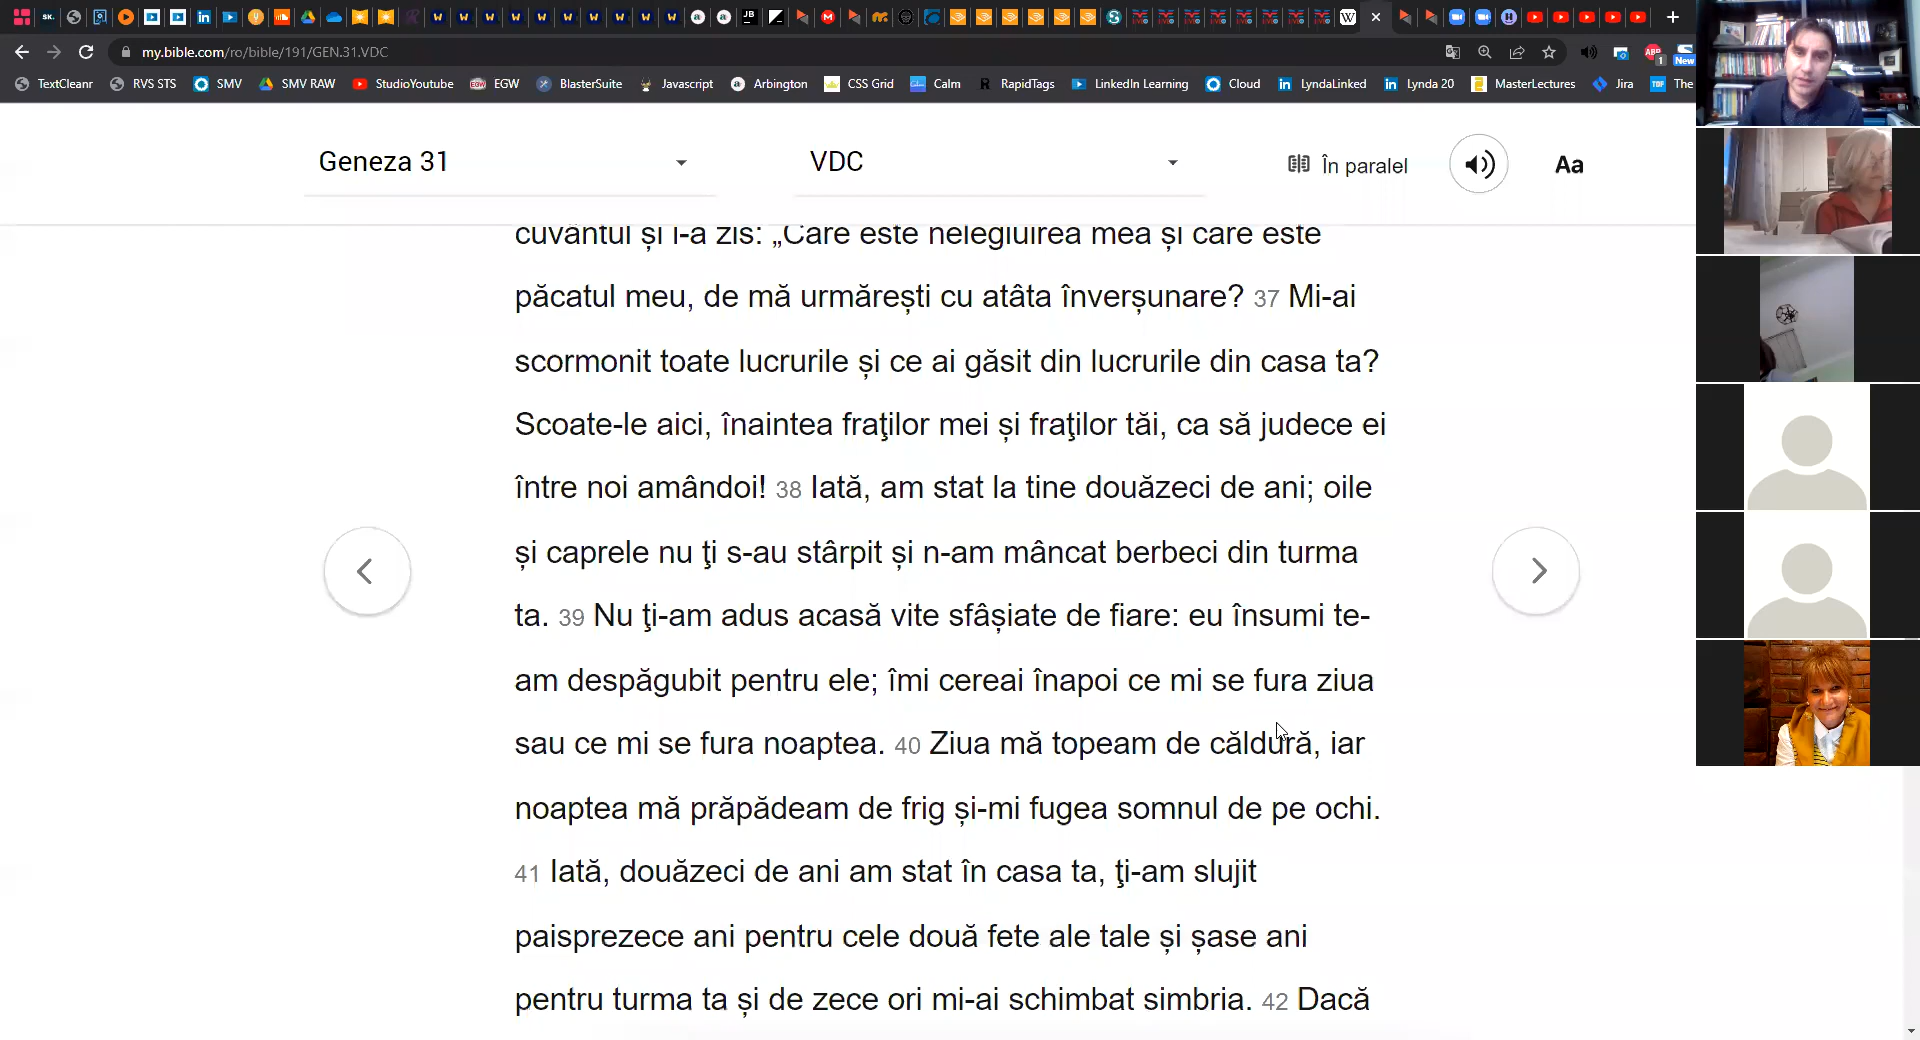 my.bible.com/ro/bible/191/GEN.31.VDC
TextCleanr RVS STS SMV SMV RAW StudioYoutube EGW BlasterSuite Javascript Arbington CSS Grid Calm RapidTags LinkedIn Learning Cloud LyndaLinked Lynda 20 MasterLectures Jira The
New
Geneza 31 VDC În paralel Aa
cuvântul și i-a zis: „Care este nelegiuirea mea și care este
păcatul meu, de mă urmărești cu atâta înverșunare? 37 Mi-ai
scormonit toate lucrurile și ce ai găsit din lucrurile din casa ta?
Scoate-le aici, înaintea fraţilor mei și fraţilor tăi, ca să judece ei
între noi amândoi! 38 Iată, am stat la tine douăzeci de ani; oile
și caprele nu ţi s-au stârpit și n-am mâncat berbeci din turma
ta. 39 Nu ţi-am adus acasă vite sfâșiate de fiare: eu însumi te-
am despăgubit pentru ele; îmi cereai înapoi ce mi se fura ziua
sau ce mi se fura noaptea. 40 Ziua mă topeam de căldură, iar
noaptea mă prăpădeam de frig și-mi fugea somnul de pe ochi.
41 Iată, douăzeci de ani am stat în casa ta, ţi-am slujit
paisprezece ani pentru cele două fete ale tale și șase ani
pentru turma ta și de zece ori mi-ai schimbat simbria. 42 Dacă